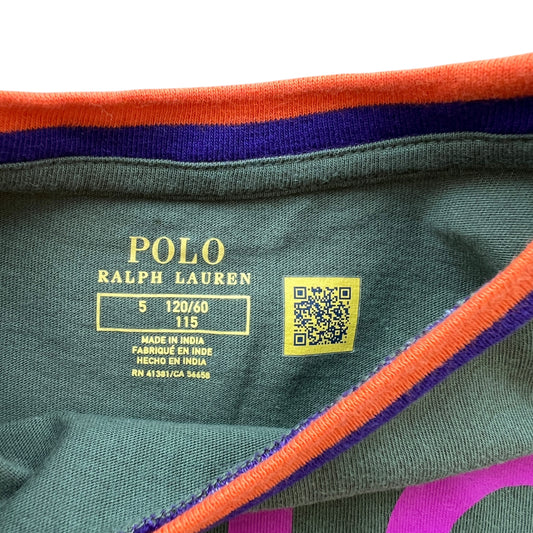 POLO
RALPH LAUREN
5 120/60
115
MADE IN INDIA
FABRIQUÉ EN INDE
HECHO EN INDIA
RN 41381/CA 54658